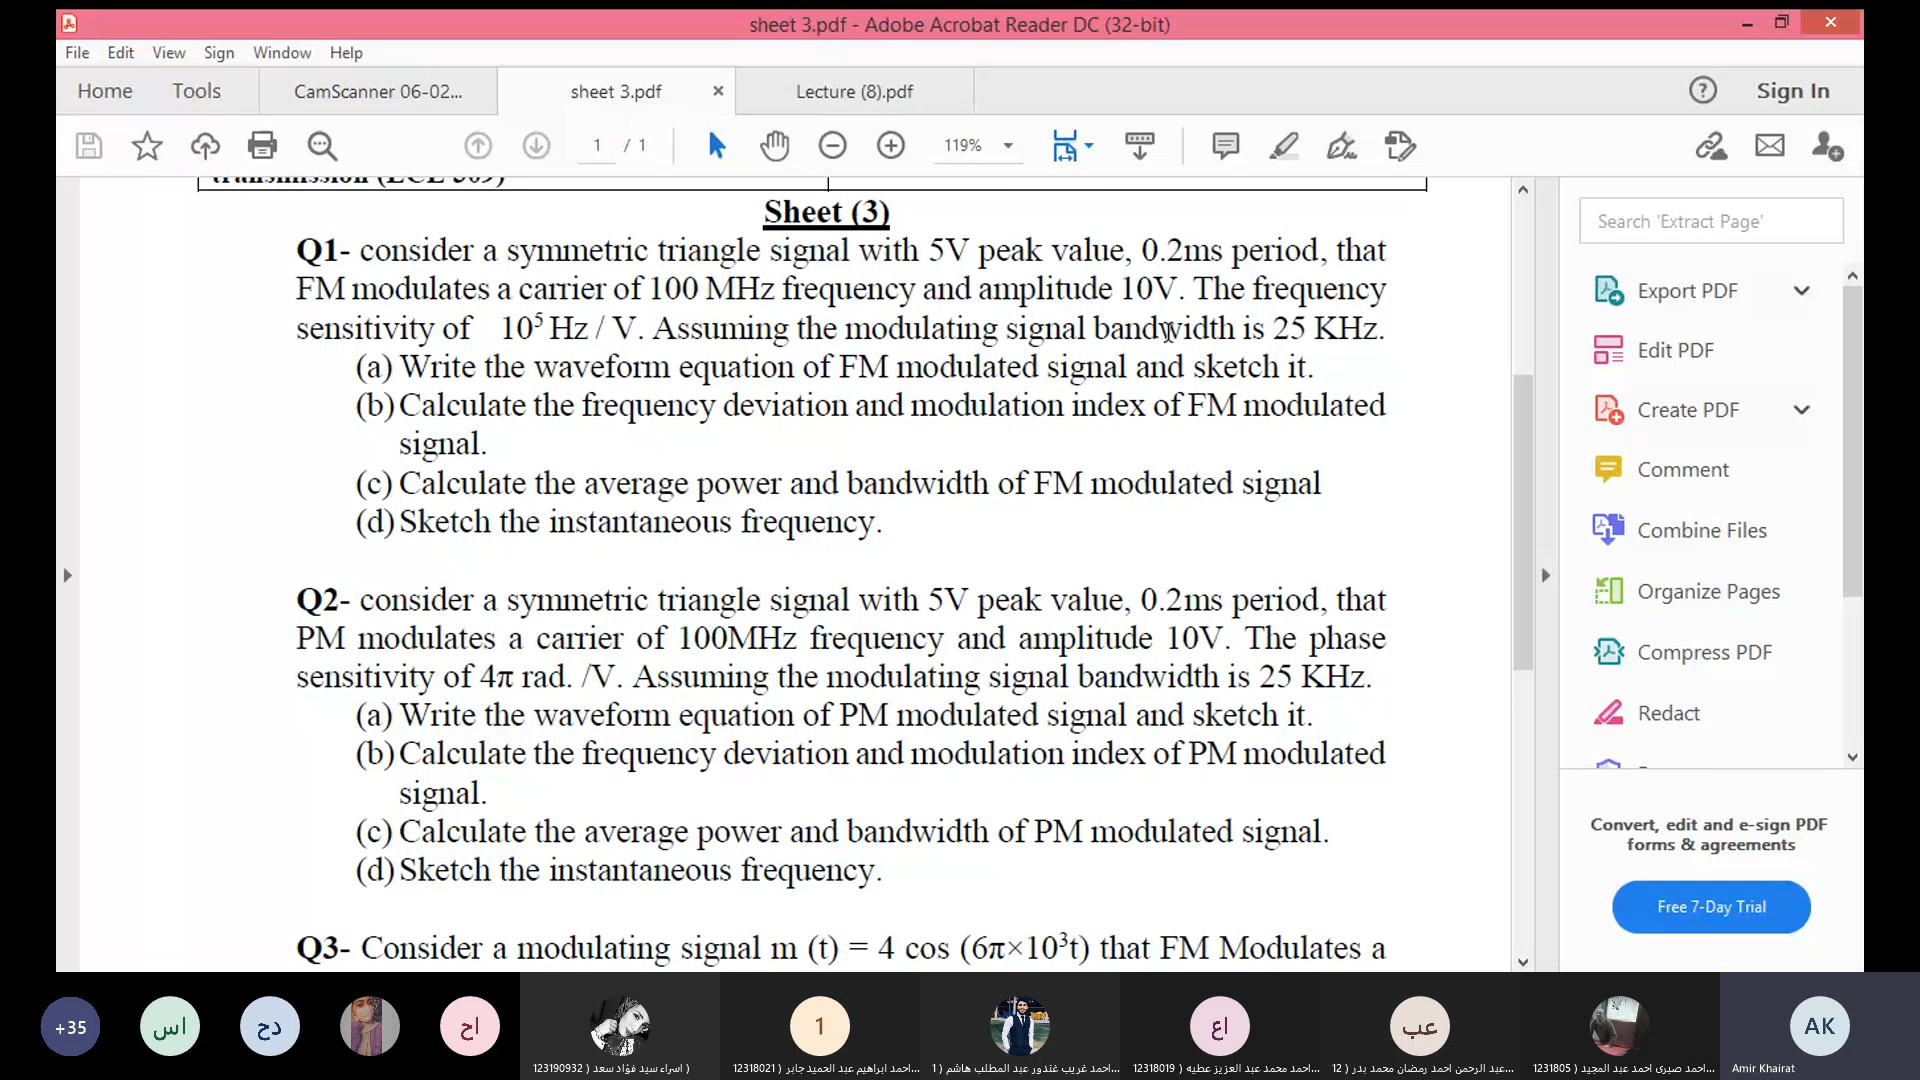 sheet 3.pdf - Adobe Acrobat Reader DC (32-bit)
File Edit View Sign Window Help
Home Tools CamScanner 06-02... sheet 3.pdf Lecture (8).pdf Sign In
1 / 1 119%
Sheet (3)
Q1- consider a symmetric triangle signal with 5V peak value, 0.2ms period, that
FM modulates a carrier of 100 MHz frequency and amplitude 10V. The frequency
sensitivity of 10⁵ Hz / V. Assuming the modulating signal bandwidth is 25 KHz.
(a) Write the waveform equation of FM modulated signal and sketch it.
(b) Calculate the frequency deviation and modulation index of FM modulated
signal.
(c) Calculate the average power and bandwidth of FM modulated signal
(d) Sketch the instantaneous frequency.
Q2- consider a symmetric triangle signal with 5V peak value, 0.2ms period, that
PM modulates a carrier of 100MHz frequency and amplitude 10V. The phase
sensitivity of 4π rad. /V. Assuming the modulating signal bandwidth is 25 KHz.
(a) Write the waveform equation of PM modulated signal and sketch it.
(b) Calculate the frequency deviation and modulation index of PM modulated
signal.
(c) Calculate the average power and bandwidth of PM modulated signal.
(d) Sketch the instantaneous frequency.
Q3- Consider a modulating signal m (t) = 4 cos (6π×10³t) that FM Modulates a
Search 'Extract Page'
Export PDF
Edit PDF
Create PDF
Comment
Combine Files
Organize Pages
Compress PDF
Redact
Convert, edit and e-sign PDF
forms & agreements
Free 7-Day Trial
+35 اس دح اح 1 اع عب AK
اسراء سيد فؤاد سعد ( 123190932 )
احمد ابراهيم عبد الحميد جابر ( 12318021...
احمد غريب غندور عبد المطلب هاشم ( 1...
احمد محمد عبد العزيز عطيه ( 12318019...
عبد الرحمن احمد رمضان محمد بدر ( 12...
احمد صبرى احمد عبد المجيد ( 1231805...
Amir Khairat